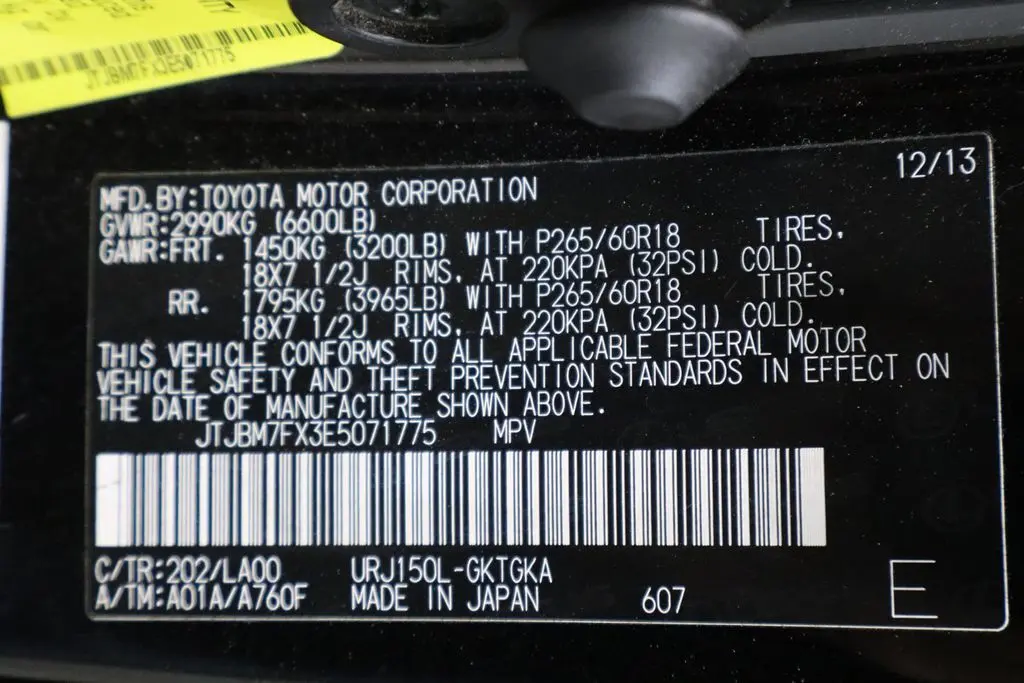 JTJBM7FX3E5071775
12/13
MFD.BY:TOYOTA MOTOR CORPORATION
GVWR:2990KG (6600LB)
GAWR:FRT. 1450KG (3200LB) WITH P265/60R18 TIRES,
18X7 1/2J RIMS, AT 220KPA (32PSI) COLD.
RR. 1795KG (3965LB) WITH P265/60R18 TIRES,
18X7 1/2J RIMS, AT 220KPA (32PSI) COLD.
THIS VEHICLE CONFORMS TO ALL APPLICABLE FEDERAL MOTOR
VEHICLE SAFETY AND THEFT PREVENTION STANDARDS IN EFFECT ON
THE DATE OF MANUFACTURE SHOWN ABOVE.
JTJBM7FX3E5071775 MPV
C/TR:202/LA00 URJ150L-GKTGKA
A/TM:A01A/A760F MADE IN JAPAN 607
E